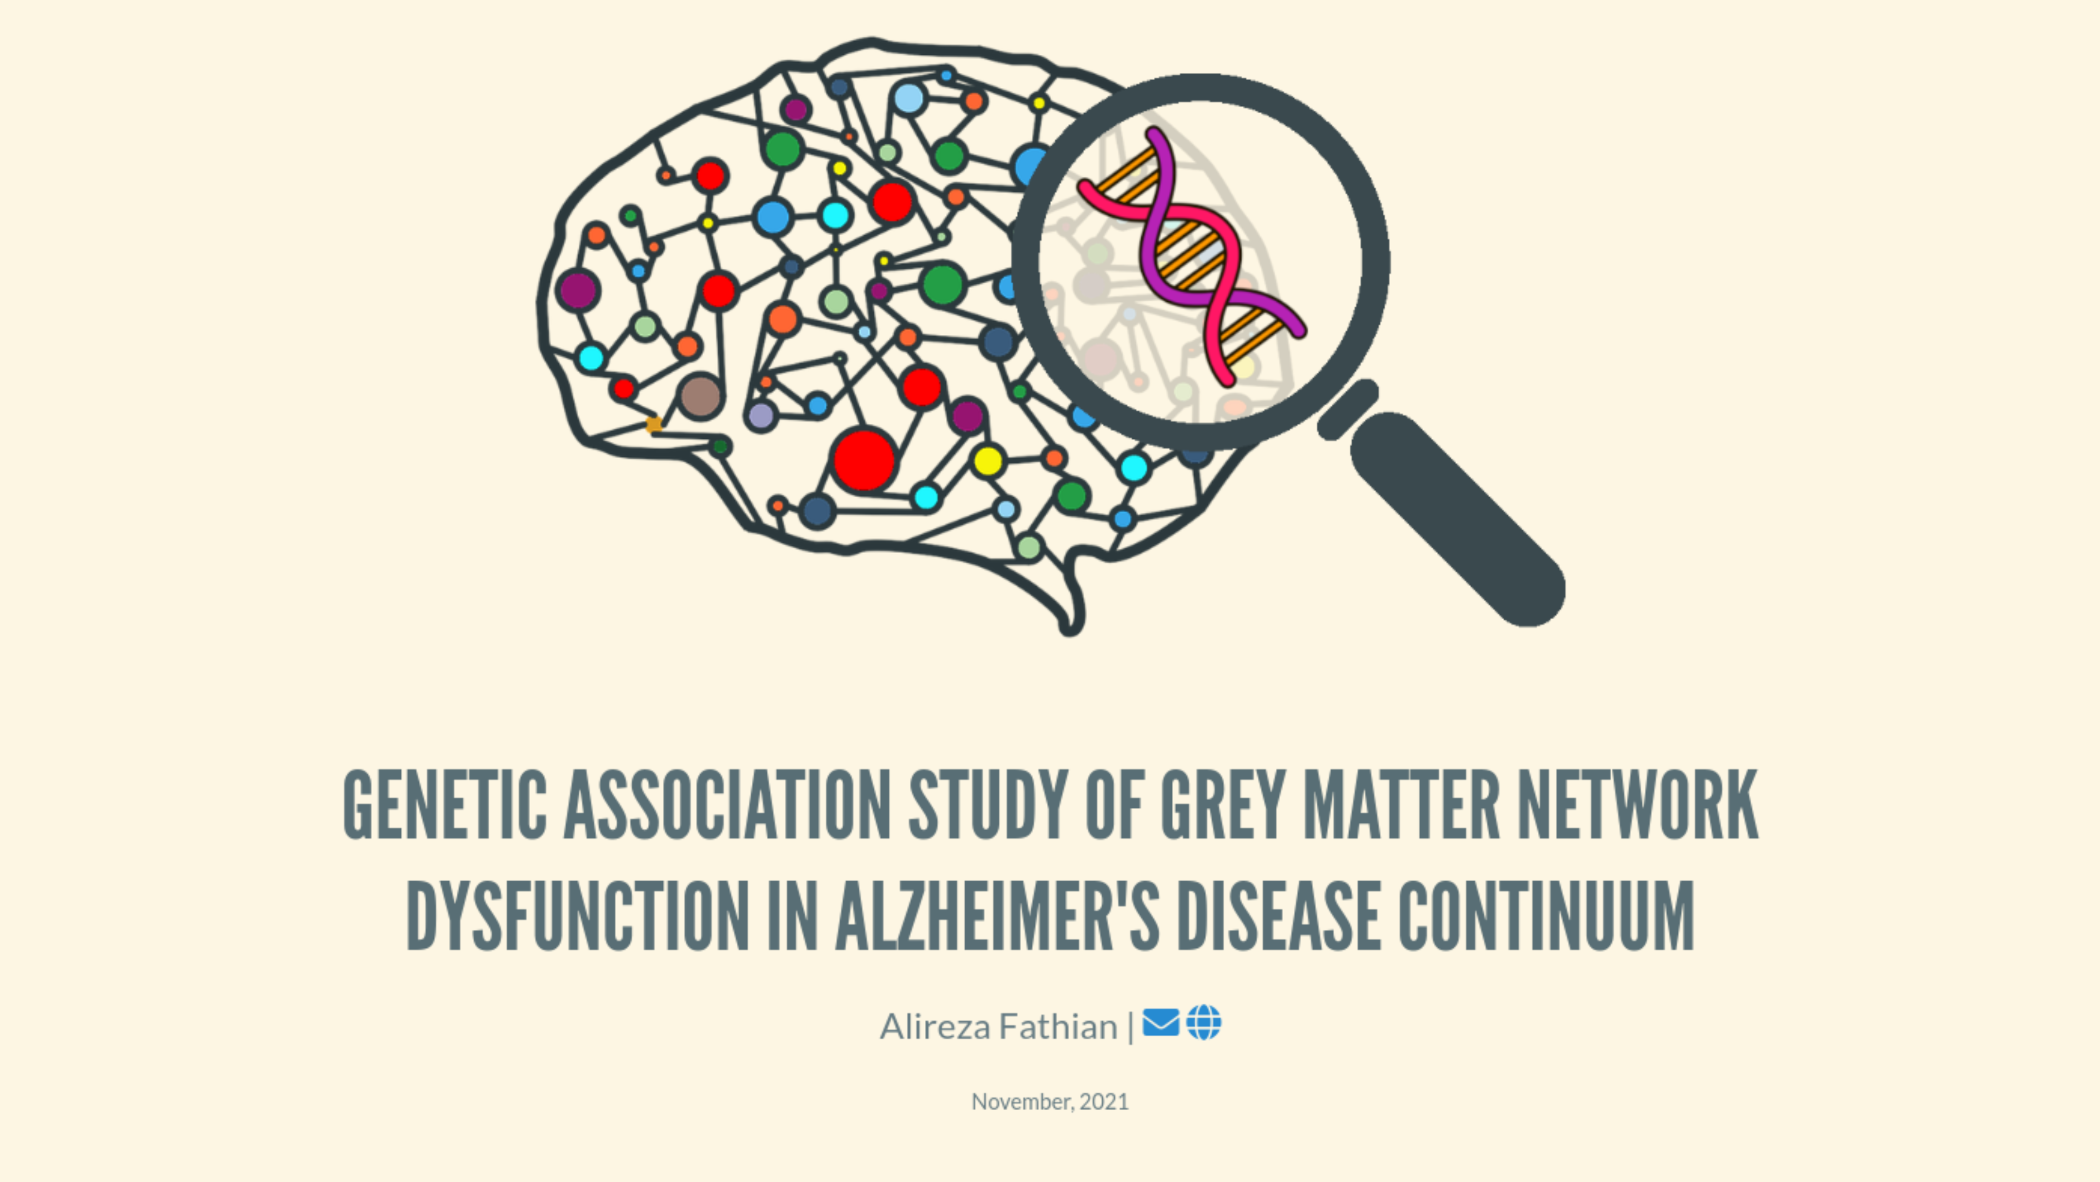 GENETIC ASSOCIATION STUDY OF GREY MATTER NETWORK
DYSFUNCTION IN ALZHEIMER'S DISEASE CONTINUUM
Alireza Fathian |
November, 2021